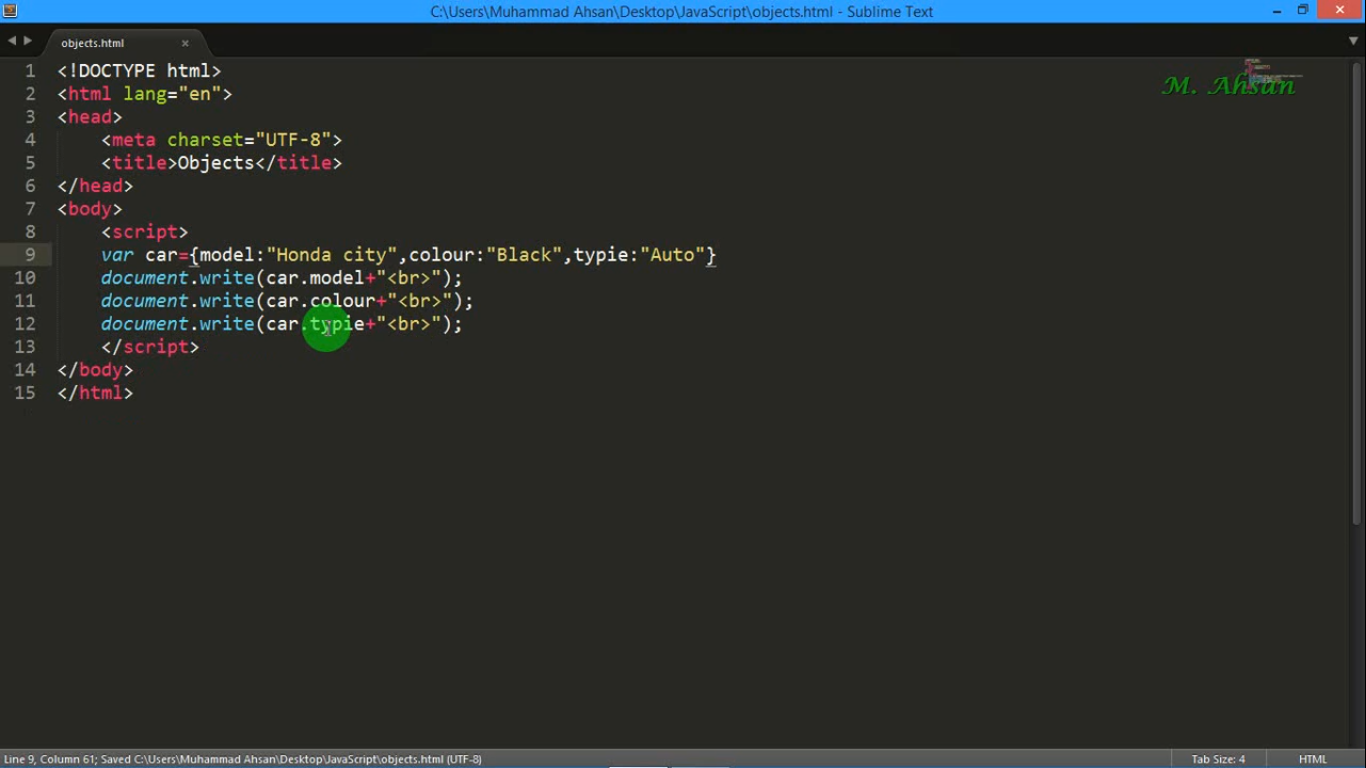 C:\Users\Muhammad Ahsan\Desktop\JavaScript\objects.html - Sublime Text
objects.html
M. Ahsan
1 <!DOCTYPE html>
2 <html lang="en">
3 <head>
4 <meta charset="UTF-8">
5 <title>Objects</title>
6 </head>
7 <body>
8 <script>
9 var car={model:"Honda city",colour:"Black",typie:"Auto"}
10 document.write(car.model+"<br>");
11 document.write(car.colour+"<br>");
12 document.write(car.typie+"<br>");
13 </script>
14 </body>
15 </html>
Line 9, Column 61; Saved C:\Users\Muhammad Ahsan\Desktop\JavaScript\objects.html (UTF-8)
Tab Size: 4
HTML